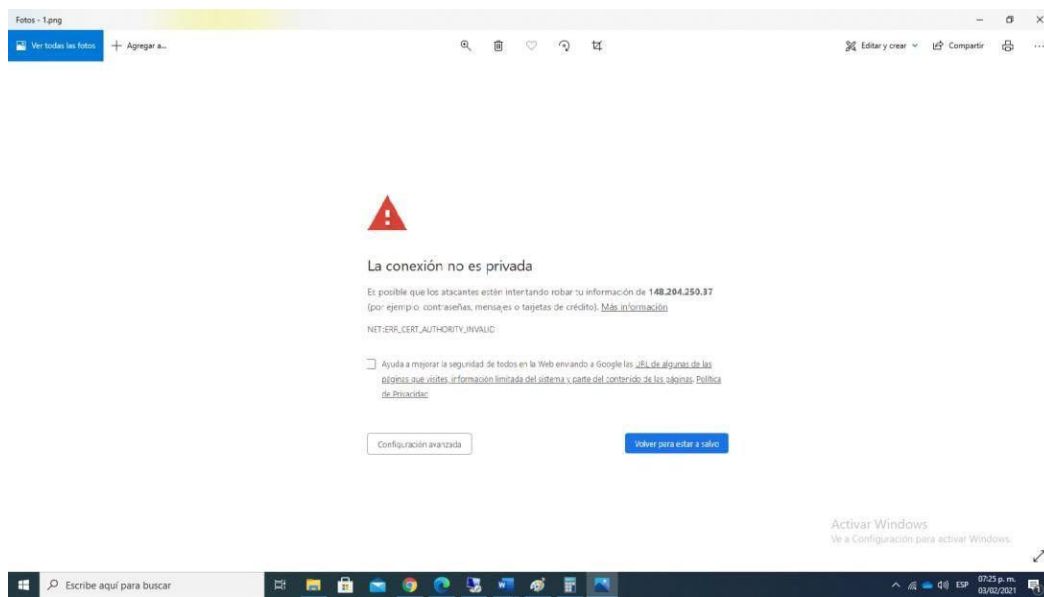 Fotos - 1.png
Ver todas las fotos
Agregar a...
Editar y crear
Compartir
La conexión no es privada
Es posible que los atacantes estén intentando robar tu información de 148.204.250.37
(por ejemplo, contraseñas, mensajes o tarjetas de crédito). Más información
NET::ERR_CERT_AUTHORITY_INVALID
Ayuda a mejorar la seguridad de todos en la Web enviando a Google las URL de algunas de las
páginas que visites, información limitada del sistema y parte del contenido de las páginas. Política
de Privacidad
Configuración avanzada
Volver para estar a salvo
Activar Windows
Ve a Configuración para activar Windows.
Escribe aquí para buscar
ESP
07:25 p. m.
03/02/2021